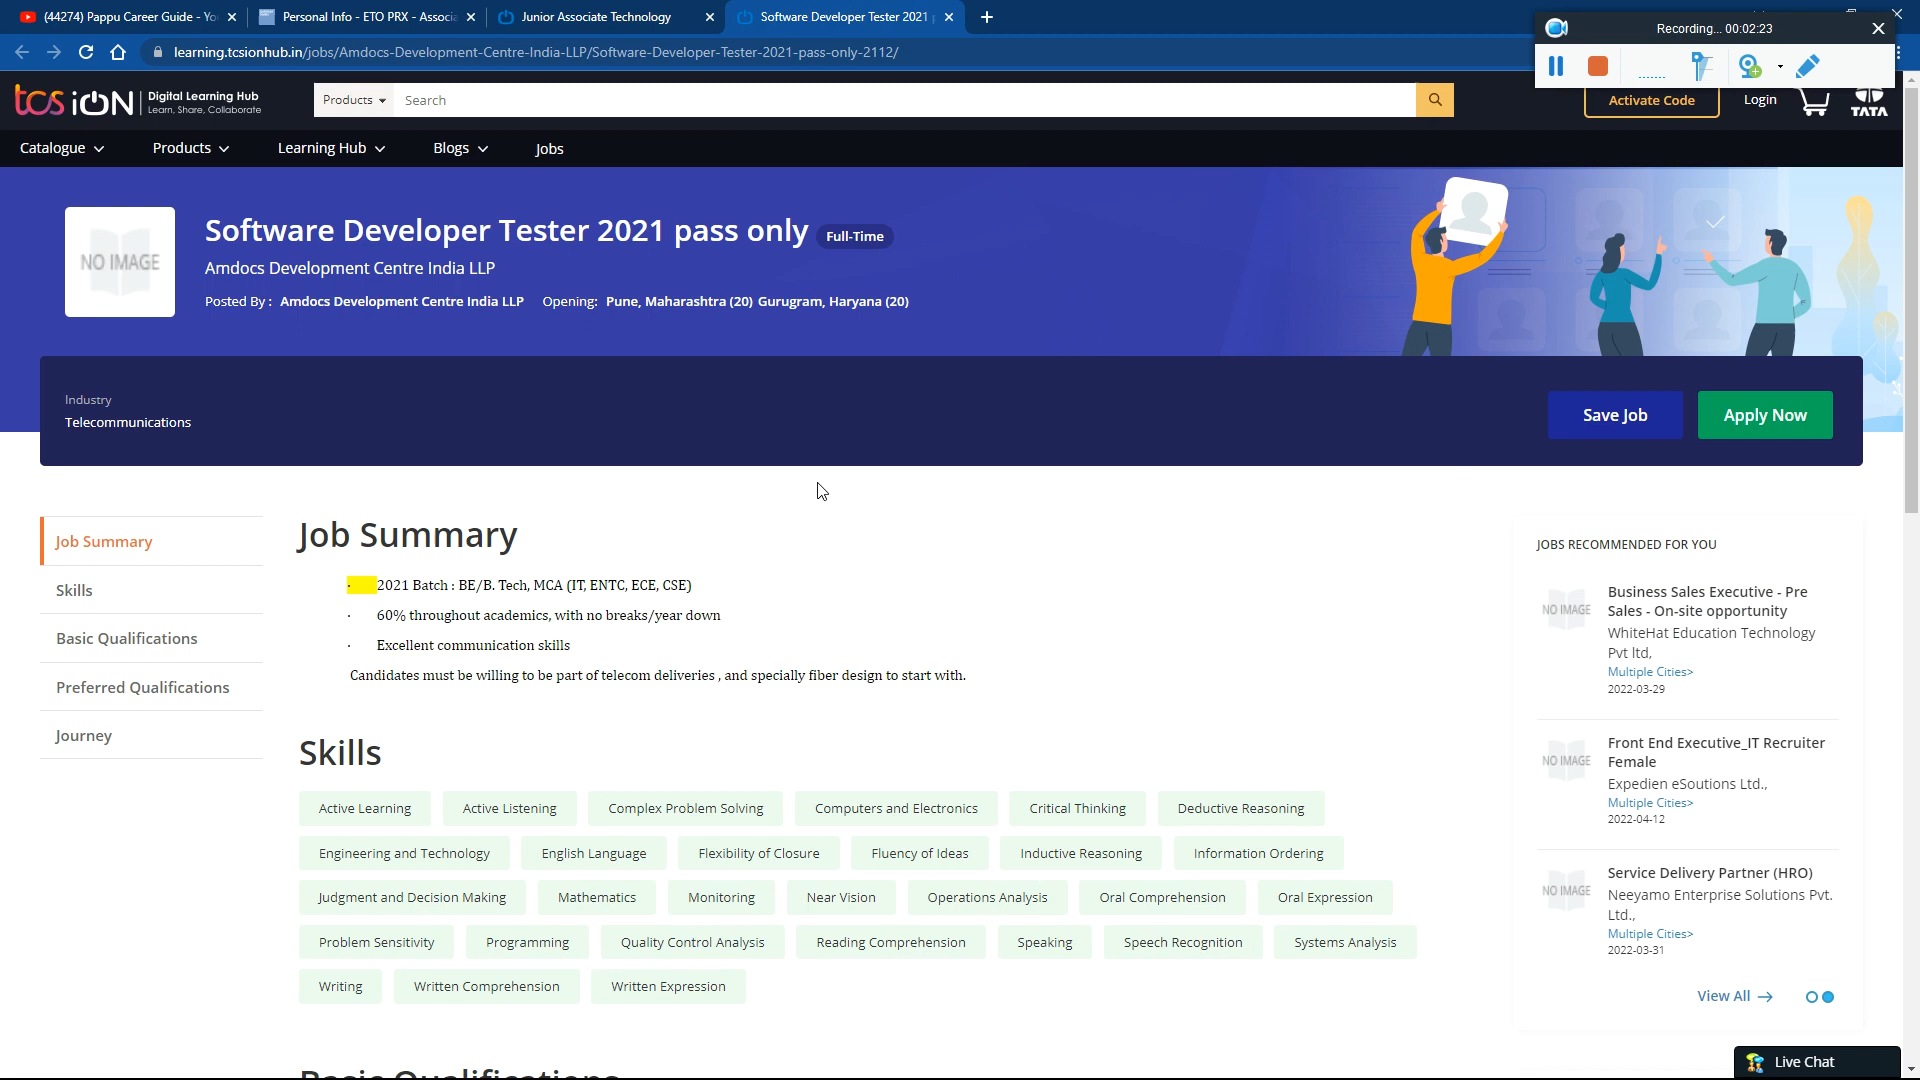 (44274) Pappu Career Guide - Yo
Personal Info - ETO PRX - Associa
Junior Associate Technology
Software Developer Tester 2021 p
Recording... 00:02:23
learning.tcsionhub.in/jobs/Amdocs-Development-Centre-India-LLP/Software-Developer-Tester-2021-pass-only-2112/
tcs iON
Digital Learning Hub
Learn. Share. Collaborate
Products
Search
Activate Code
Login
TATA
Catalogue
Products
Learning Hub
Blogs
Jobs
NO IMAGE
Software Developer Tester 2021 pass only
Full-Time
Amdocs Development Centre India LLP
Posted By : Amdocs Development Centre India LLP Opening: Pune, Maharashtra (20) Gurugram, Haryana (20)
Industry
Telecommunications
Save Job
Apply Now
Job Summary
Skills
Basic Qualifications
Preferred Qualifications
Journey
Job Summary
· 2021 Batch : BE/B. Tech, MCA (IT, ENTC, ECE, CSE)
· 60% throughout academics, with no breaks/year down
· Excellent communication skills
Candidates must be willing to be part of telecom deliveries , and specially fiber design to start with.
Skills
Active Learning
Active Listening
Complex Problem Solving
Computers and Electronics
Critical Thinking
Deductive Reasoning
Engineering and Technology
English Language
Flexibility of Closure
Fluency of Ideas
Inductive Reasoning
Information Ordering
Judgment and Decision Making
Mathematics
Monitoring
Near Vision
Operations Analysis
Oral Comprehension
Oral Expression
Problem Sensitivity
Programming
Quality Control Analysis
Reading Comprehension
Speaking
Speech Recognition
Systems Analysis
Writing
Written Comprehension
Written Expression
Basic Qualifications
JOBS RECOMMENDED FOR YOU
NO IMAGE
Business Sales Executive - Pre
Sales - On-site opportunity
WhiteHat Education Technology
Pvt ltd,
Multiple Cities>
2022-03-29
NO IMAGE
Front End Executive_IT Recruiter
Female
Expedien eSoutions Ltd.,
Multiple Cities>
2022-04-12
NO IMAGE
Service Delivery Partner (HRO)
Neeyamo Enterprise Solutions Pvt.
Ltd.,
Multiple Cities>
2022-03-31
View All
Live Chat